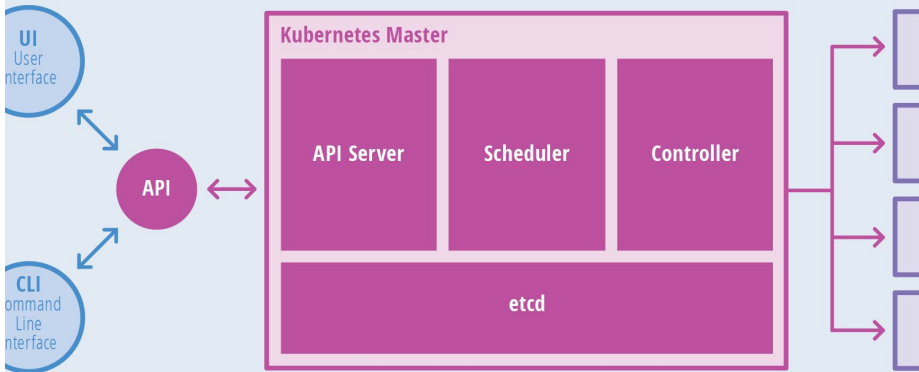 UI
User
nterface
API
CLI
ommand
Line
nterface
Kubernetes Master
API Server
Scheduler
Controller
etcd